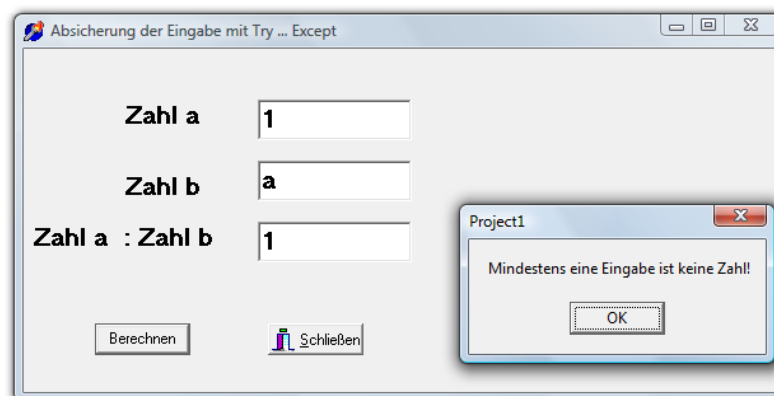 Absicherung der Eingabe mit Try ... Except
Zahl a
1
Zahl b
a
Zahl a : Zahl b
1
Berechnen
Schließen
Project1
Mindestens eine Eingabe ist keine Zahl!
OK